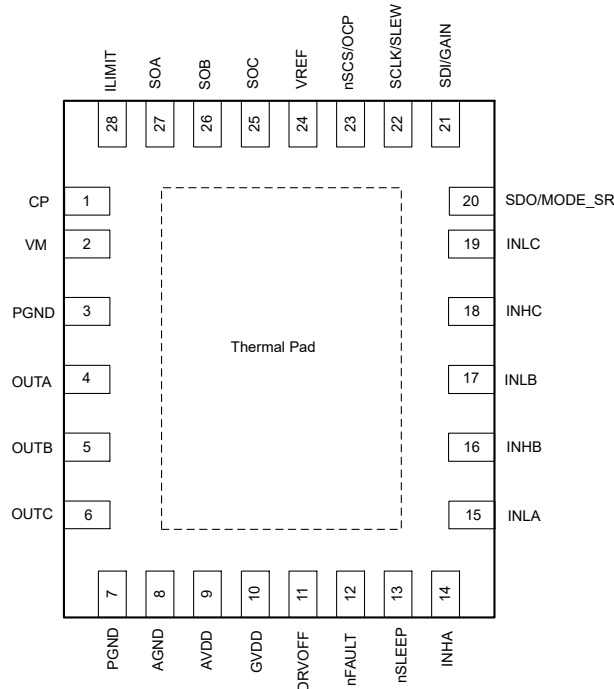 ILIMIT
SOA
SOB
SOC
VREF
nSCS/OCP
SCLK/SLEW
SDI/GAIN
28
27
26
25
24
23
22
21
CP
1
20
SDO/MODE_SR
VM
2
19
INLC
PGND
3
18
INHC
Thermal Pad
OUTA
4
17
INLB
OUTB
5
16
INHB
OUTC
6
15
INLA
7
8
9
10
11
12
13
14
PGND
AGND
AVDD
GVDD
DRVOFF
nFAULT
nSLEEP
INHA